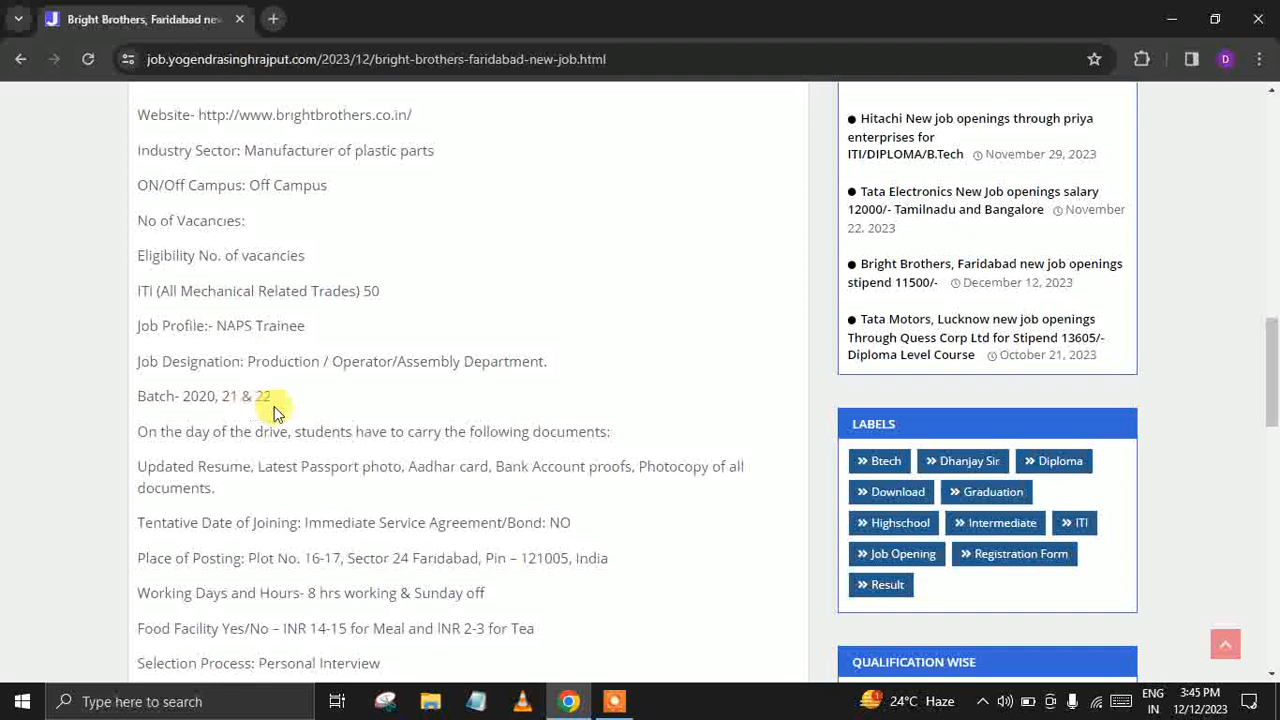 Bright Brothers, Faridabad nev
job.yogendrasinghrajput.com/2023/12/bright-brothers-faridabad-new-job.html
D
Website- http://www.brightbrothers.co.in/
Industry Sector: Manufacturer of plastic parts
ON/Off Campus: Off Campus
No of Vacancies:
Eligibility No. of vacancies
ITI (All Mechanical Related Trades) 50
Job Profile:- NAPS Trainee
Job Designation: Production / Operator/Assembly Department.
Batch- 2020, 21 & 22
On the day of the drive, students have to carry the following documents:
Updated Resume, Latest Passport photo, Aadhar card, Bank Account proofs, Photocopy of all
documents.
Tentative Date of Joining: Immediate Service Agreement/Bond: NO
Place of Posting: Plot No. 16-17, Sector 24 Faridabad, Pin – 121005, India
Working Days and Hours- 8 hrs working & Sunday off
Food Facility Yes/No – INR 14-15 for Meal and INR 2-3 for Tea
Selection Process: Personal Interview
Hitachi New job openings through priya
enterprises for
ITI/DIPLOMA/B.Tech November 29, 2023
Tata Electronics New Job openings salary
12000/- Tamilnadu and Bangalore November
22, 2023
Bright Brothers, Faridabad new job openings
stipend 11500/- December 12, 2023
Tata Motors, Lucknow new job openings
Through Quess Corp Ltd for Stipend 13605/-
Diploma Level Course October 21, 2023
LABELS
Btech Dhanjay Sir Diploma
Download Graduation
Highschool Intermediate ITI
Job Opening Registration Form
Result
QUALIFICATION WISE
Type here to search
1
24°C Haze
ENG
IN
3:45 PM
12/12/2023